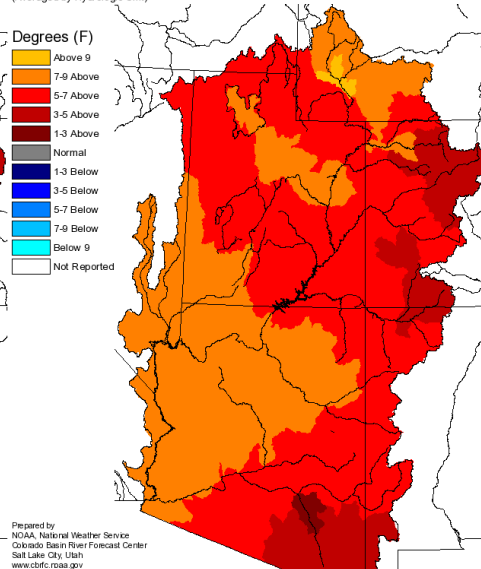 Degrees (F)
Above 9
7-9 Above
5-7 Above
3-5 Above
1-3 Above
Normal
1-3 Below
3-5 Below
5-7 Below
7-9 Below
Below 9
Not Reported
Prepared by
NOAA, National Weather Service
Colorado Basin River Forecast Center
Salt Lake City, Utah
www.cbrfc.noaa.gov